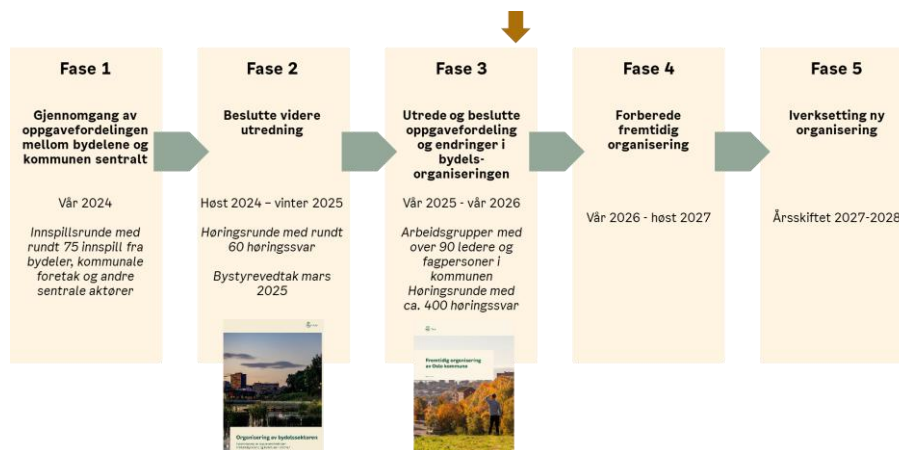 Fase 1
Gjennomgang av
oppgavefordelingen
mellom bydelene og
kommunen sentralt
Vår 2024
Innspillsrunde med
rundt 75 innspill fra
bydeler, kommunale
foretak og andre
sentrale aktører
Fase 2
Beslutte videre
utredning
Høst 2024 – vinter 2025
Høringsrunde med rundt
60 høringssvar
Bystyrevedtak mars
2025
Organisering av bydelssektoren
Fase 3
Utrede og beslutte
oppgavefordeling
og endringer i
bydels-
organiseringen
Vår 2025 - vår 2026
Arbeidsgrupper med
over 90 ledere og
fagpersoner i
kommunen
Høringsrunde med
ca. 400 høringssvar
Fremtidig organisering
av Oslo kommune
Fase 4
Forberede
fremtidig
organisering
Vår 2026 - høst 2027
Fase 5
Iverksetting ny
organisering
Årsskiftet 2027-2028